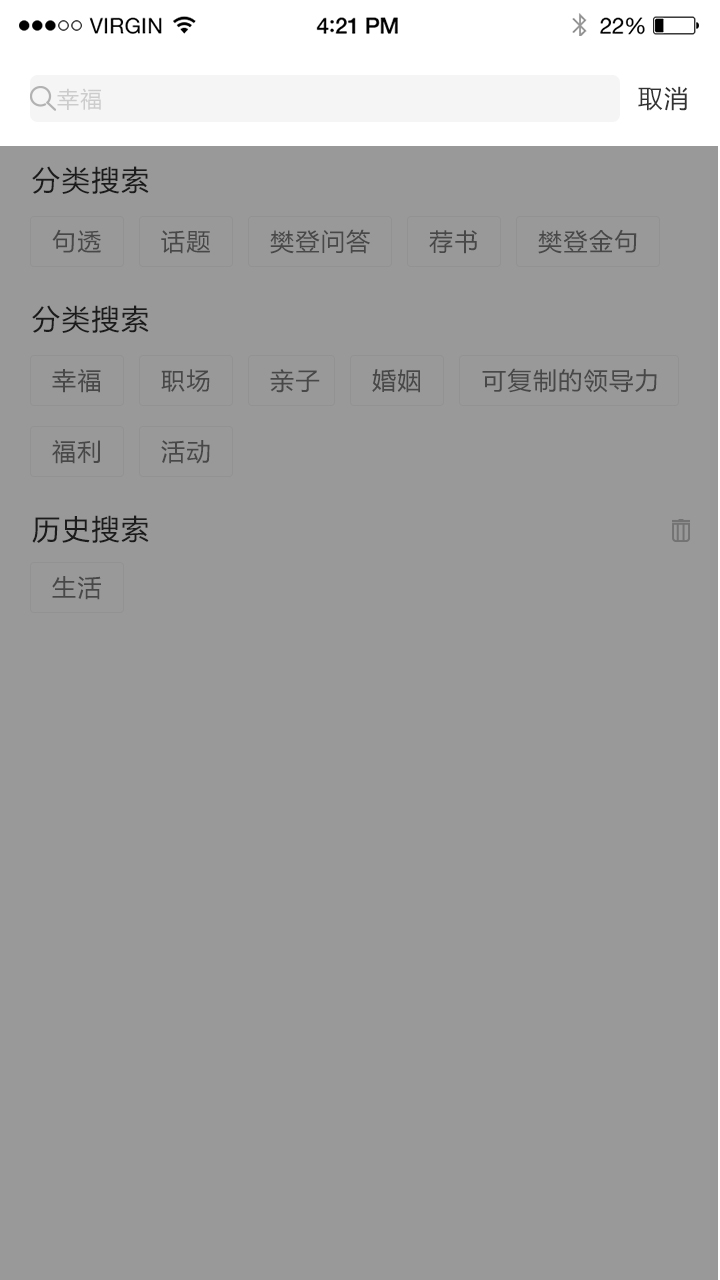 VIRGIN 4:21 PM 22%
幸福 取消
分类搜索
句透 话题 樊登问答 荐书 樊登金句
分类搜索
幸福 职场 亲子 婚姻 可复制的领导力
福利 活动
历史搜索
生活